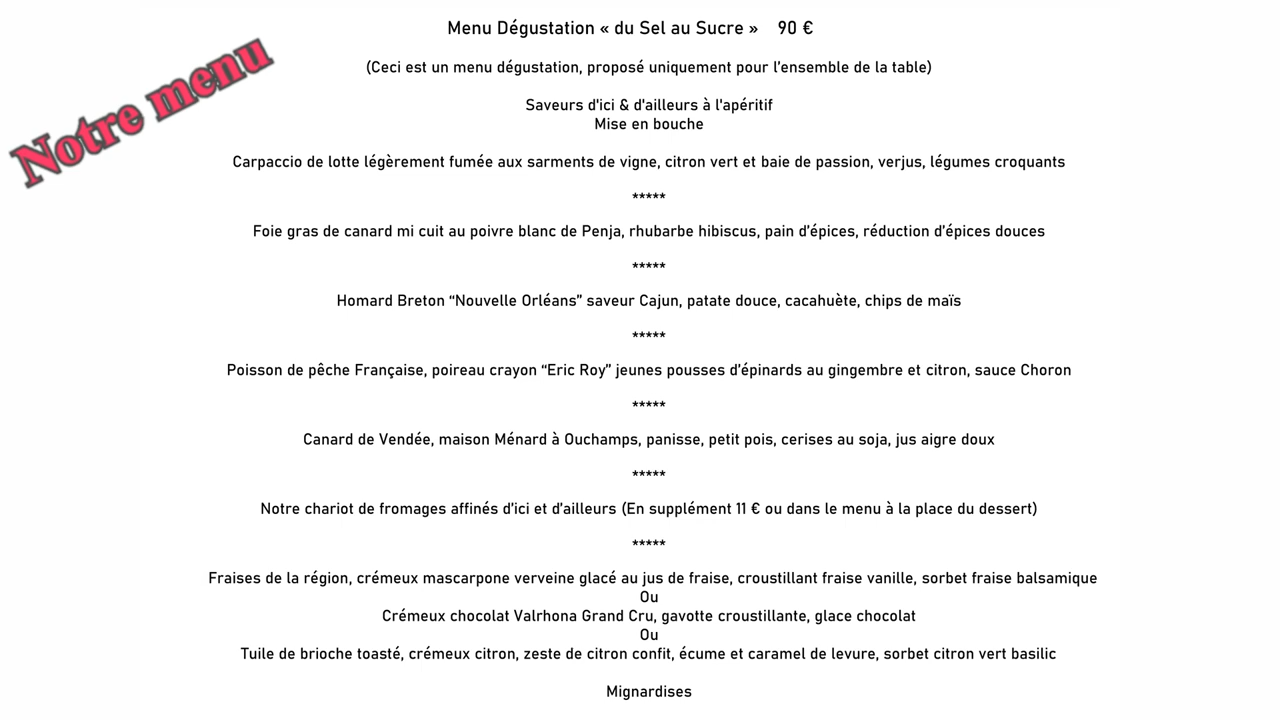 Notre menu
Menu Dégustation « du Sel au Sucre » 90 €
(Ceci est un menu dégustation, proposé uniquement pour l'ensemble de la table)
Saveurs d'ici & d'ailleurs à l'apéritif
Mise en bouche
Carpaccio de lotte légèrement fumée aux sarments de vigne, citron vert et baie de passion, verjus, légumes croquants
*****
Foie gras de canard mi cuit au poivre blanc de Penja, rhubarbe hibiscus, pain d'épices, réduction d'épices douces
*****
Homard Breton “Nouvelle Orléans” saveur Cajun, patate douce, cacahuète, chips de maïs
*****
Poisson de pêche Française, poireau crayon “Eric Roy” jeunes pousses d'épinards au gingembre et citron, sauce Choron
*****
Canard de Vendée, maison Ménard à Ouchamps, panisse, petit pois, cerises au soja, jus aigre doux
*****
Notre chariot de fromages affinés d'ici et d'ailleurs (En supplément 11 € ou dans le menu à la place du dessert)
*****
Fraises de la région, crémeux mascarpone verveine glacé au jus de fraise, croustillant fraise vanille, sorbet fraise balsamique
Ou
Crémeux chocolat Valrhona Grand Cru, gavotte croustillante, glace chocolat
Ou
Tuile de brioche toasté, crémeux citron, zeste de citron confit, écume et caramel de levure, sorbet citron vert basilic
Mignardises